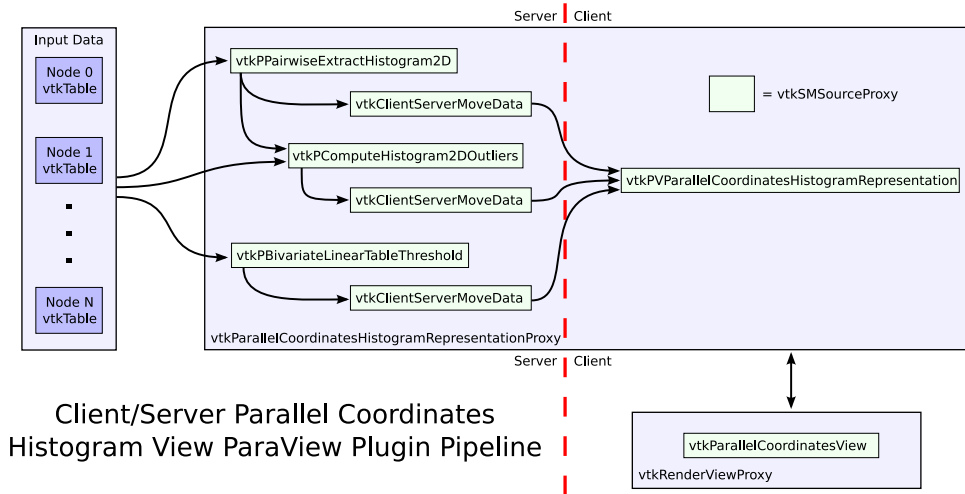 Server Client
Input Data
Node 0
vtkTable
Node 1
vtkTable
Node N
vtkTable
vtkPPairwiseExtractHistogram2D
vtkClientServerMoveData
vtkPComputeHistogram2DOutliers
vtkClientServerMoveData
vtkPBivariateLinearTableThreshold
vtkClientServerMoveData
vtkParallelCoordinatesHistogramRepresentationProxy
= vtkSMSourceProxy
vtkPVParallelCoordinatesHistogramRepresentation
Server Client
Client/Server Parallel Coordinates
Histogram View ParaView Plugin Pipeline
vtkParallelCoordinatesView
vtkRenderViewProxy